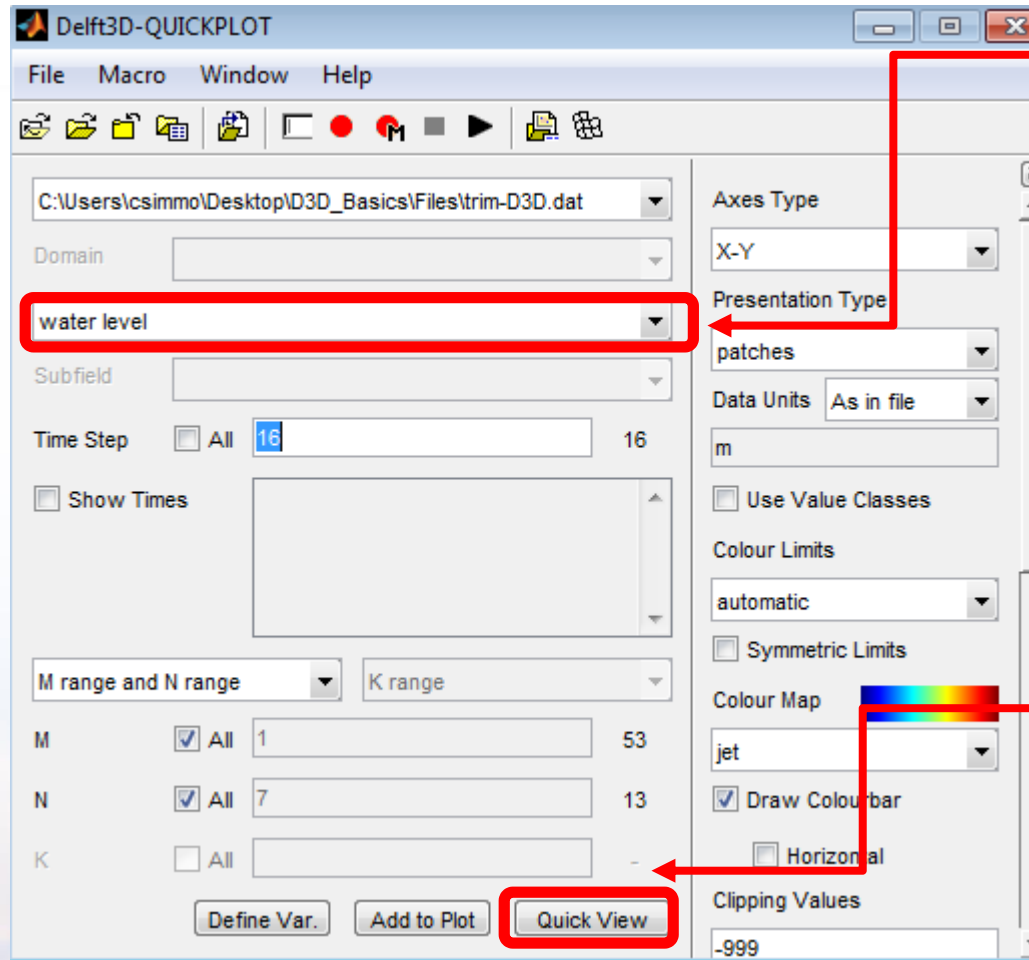 Delft3D-QUICKPLOT
File Macro Window Help
M
C:\Users\csimmo\Desktop\D3D_Basics\Files\trim-D3D.dat
Domain
water level
Subfield
Time Step All 16 16
Show Times
M range and N range K range
M All 1 53
N All 7 13
K All -
Define Var. Add to Plot Quick View
Axes Type
X-Y
Presentation Type
patches
Data Units As in file
m
Use Value Classes
Colour Limits
automatic
Symmetric Limits
Colour Map
jet
Draw Colourbar
Horizontal
Clipping Values
-999